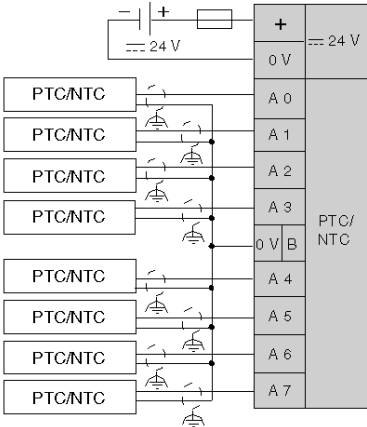 − + +
⎓ 24 V ⎓ 24 V
0 V
PTC/NTC A 0
PTC/NTC A 1
PTC/NTC A 2
PTC/NTC A 3
PTC/
NTC
0 V B
PTC/NTC A 4
PTC/NTC A 5
PTC/NTC A 6
PTC/NTC A 7